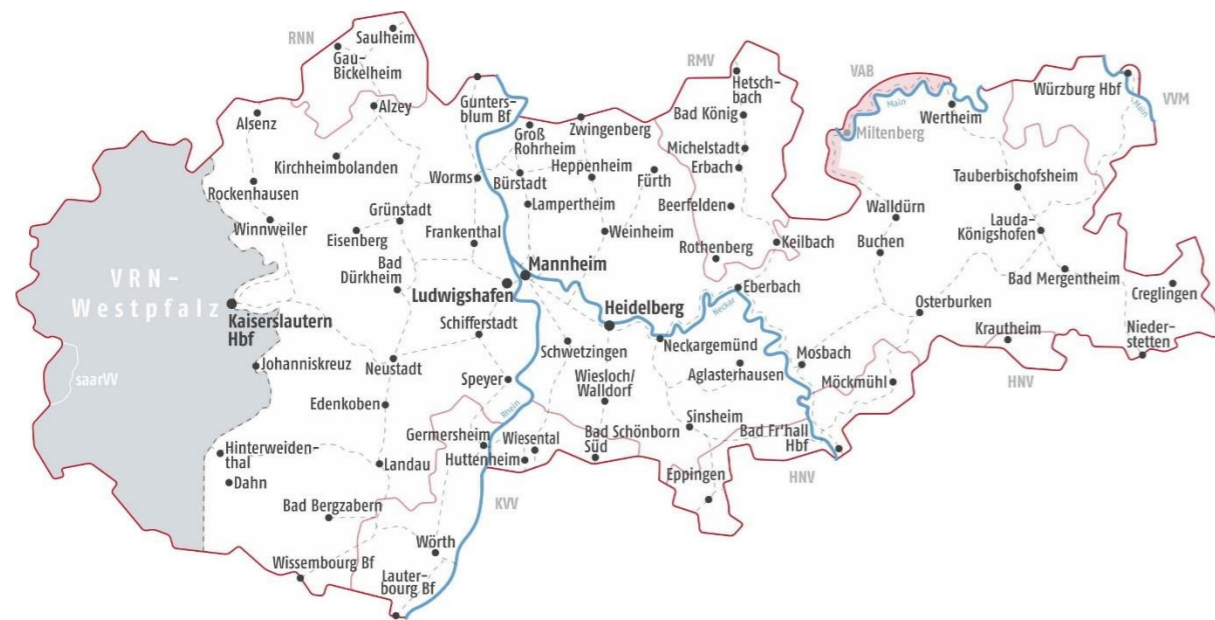 RNN
Saulheim
Gau-
Bickelheim
Alzey
Alsenz
Kirchheimbolanden
Rockenhausen
Winnweiler
Grünstadt
Eisenberg
Bad
Dürkheim
VRN-
Westpfalz
Kaiserslautern
Hbf
saarVV
Johanniskreuz
Neustadt
Edenkoben
Hinterweiden-
thal
Dahn
Landau
Bad Bergzabern
Wissembourg Bf
Wörth
Lauter-
bourg Bf
Gunters-
blum Bf
Groß
Rohrheim
Zwingenberg
Heppenheim
Fürth
Worms
Bürstadt
Lampertheim
Frankenthal
Weinheim
Mannheim
Ludwigshafen
Heidelberg
Schifferstadt
Schwetzingen
Speyer
Wiesloch/
Walldorf
Rhein
Germersheim
Wiesental
Huttenheim
Bad Schönborn
Süd
KVV
RMV
Hetsch-
bach
Bad König
Michelstadt
Erbach
Beerfelden
Rothenberg
Keilbach
Eberbach
Neckar
Neckargemünd
Aglasterhausen
Mosbach
Sinsheim
Bad Fr'hall
Hbf
Eppingen
HNV
VAB
Main
Miltenberg
Wertheim
Würzburg Hbf
Main
VVM
Tauberbischofsheim
Walldürn
Lauda-
Königshofen
Buchen
Bad Mergentheim
Creglingen
Osterburken
Krautheim
Nieder-
stetten
Möckmühl
HNV